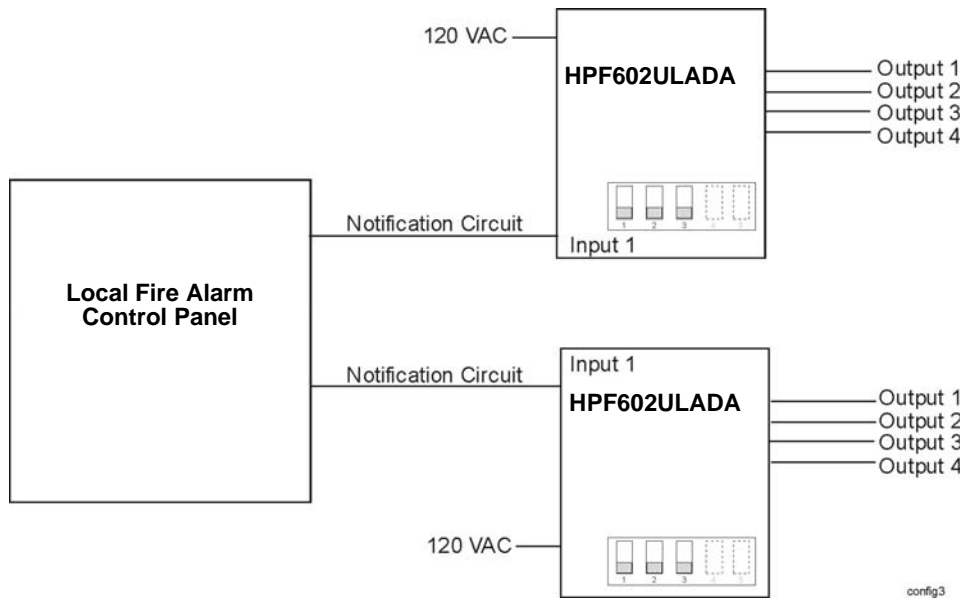 120 VAC
HPF602ULADA
Output 1
Output 2
Output 3
Output 4
1 2 3 4 5
Notification Circuit
Input 1
Local Fire Alarm
Control Panel
Notification Circuit
Input 1
HPF602ULADA
Output 1
Output 2
Output 3
Output 4
120 VAC
1 2 3 4 5
config3